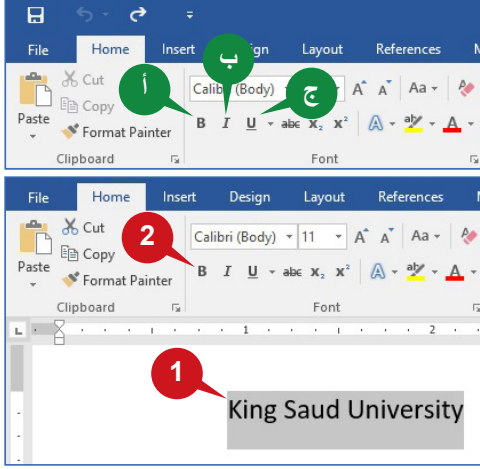 File Home Insert Design Layout References
أ ب ج
Cut
Calibri (Body) A A Aa
Copy
Paste
Format Painter
B I U abc X2 X2 A aby A
Clipboard Font
File Home Insert Design Layout References
Cut
2
Calibri (Body) 11 A A Aa
Copy
Paste
Format Painter
B I U abc X2 X2 A aby A
Clipboard Font
L 1 2
1
King Saud University